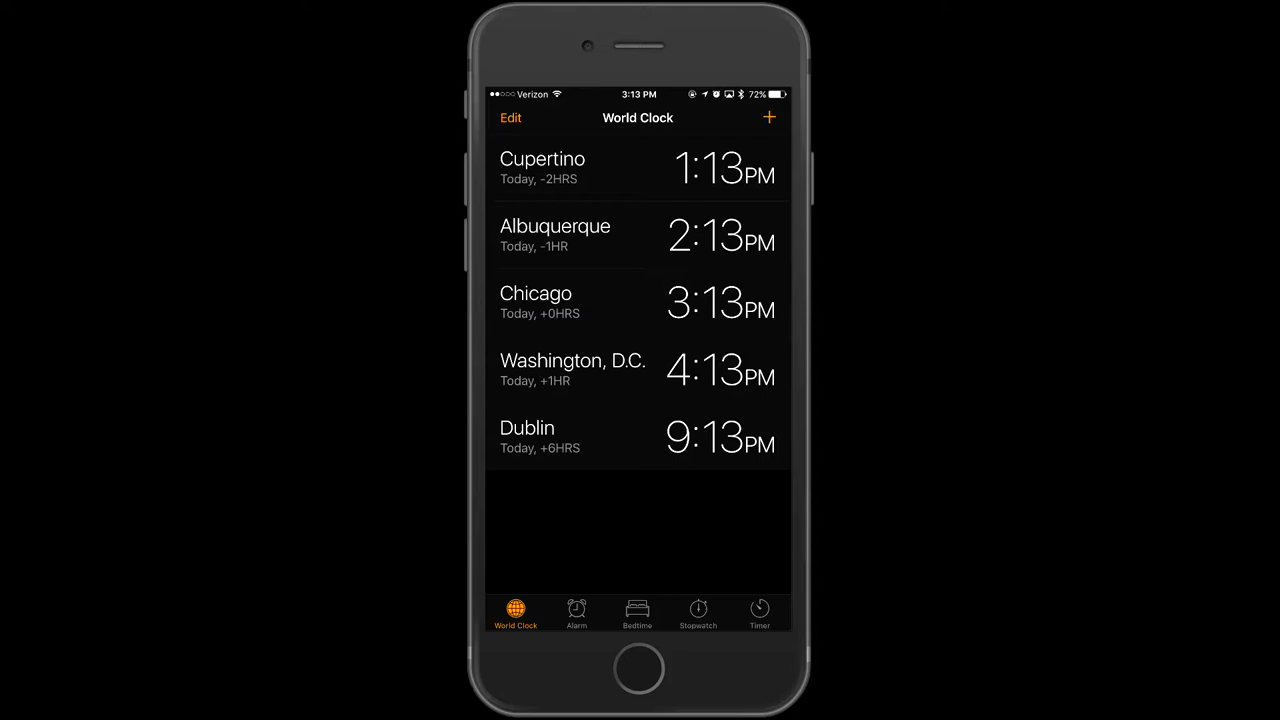 Verizon 3:13 PM 72%
Edit World Clock +
Cupertino 1:13PM
Today, -2HRS
Albuquerque 2:13PM
Today, -1HR
Chicago 3:13PM
Today, +0HRS
Washington, D.C. 4:13PM
Today, +1HR
Dublin 9:13PM
Today, +6HRS
World Clock Alarm Bedtime Stopwatch Timer